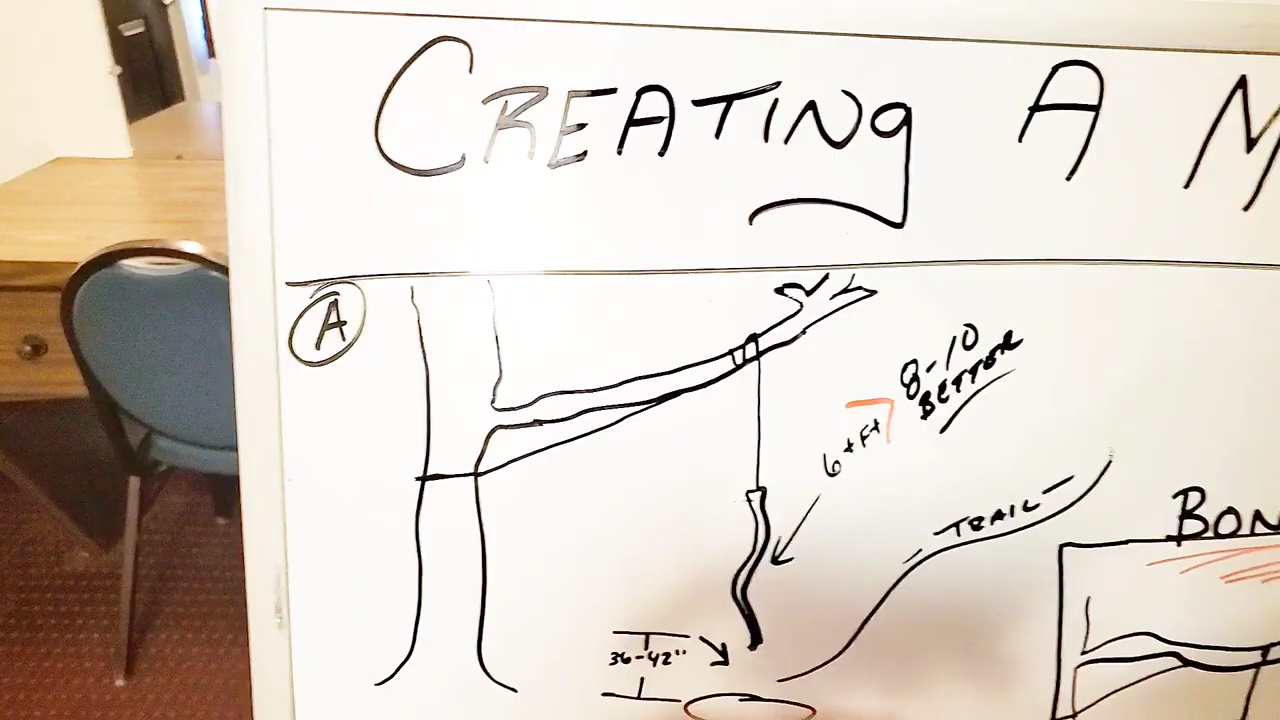 CREATING A M
A
8-10
BETTER
6+ Ft
TRAIL
BON
36-42"